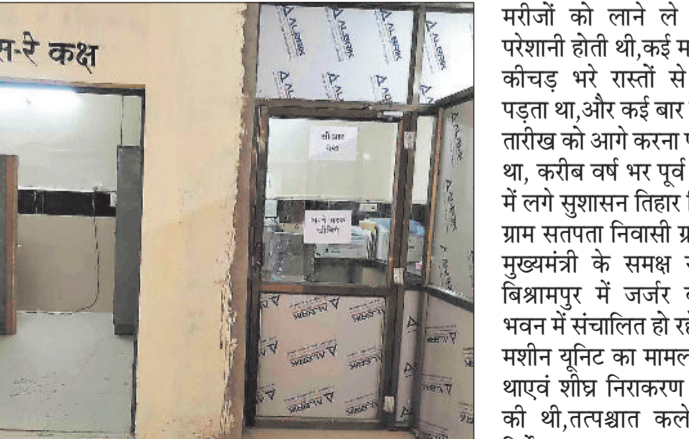 स-रे कक्ष
सी आर
मरीजों को लाने ले
परेशानी होती थी,कई म
कीचड़ भरे रास्तों से
पड़ता था,और कई बार
तारीख को आगे करना प
था, करीब वर्ष भर पूर्व
में लगे सुशासन तिहार
ग्राम सतपता निवासी ग्र
मुख्यमंत्री के समक्ष
बिश्रामपुर में जर्जर
भवन में संचालित हो रहे
मशीन यूनिट का मामल
थाएवं शीघ्र निराकरण
की थी,तत्पश्चात कले